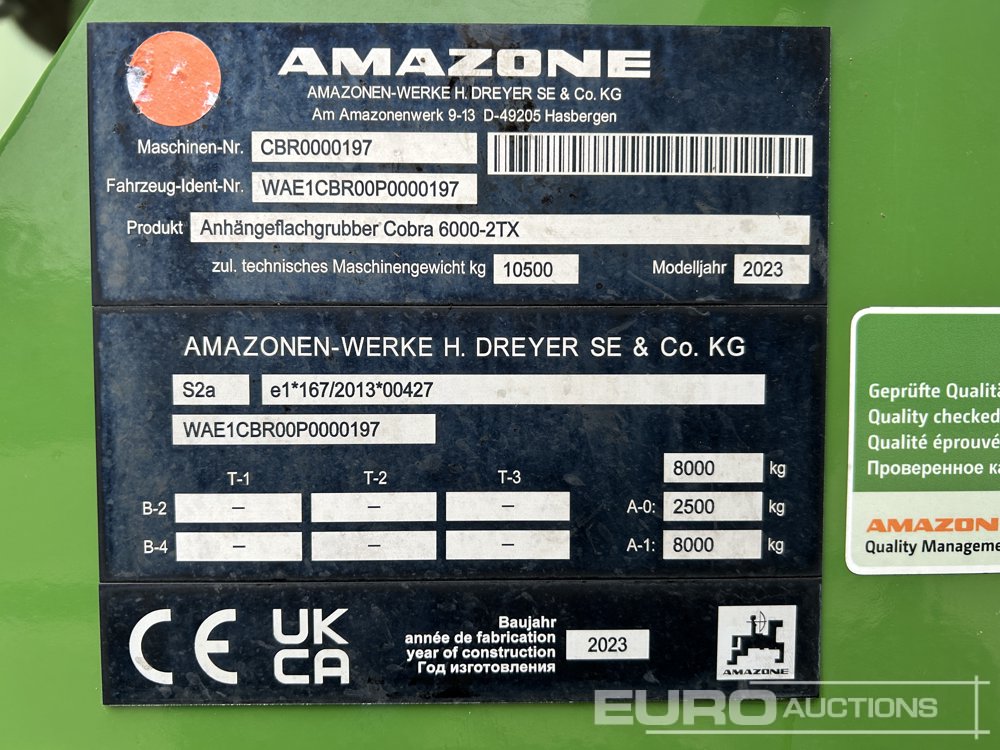 AMAZONE
AMAZONEN-WERKE H. DREYER SE & Co. KG
Am Amazonenwerk 9-13 D-49205 Hasbergen
Maschinen-Nr. CBR0000197
Fahrzeug-Ident-Nr. WAE1CBR00P0000197
Produkt Anhängeflachgrubber Cobra 6000-2TX
zul. technisches Maschinengewicht kg 10500 Modelljahr 2023
AMAZONEN-WERKE H. DREYER SE & Co. KG
S2a e1*167/2013*00427
WAE1CBR00P0000197
8000 kg
T-1 T-2 T-3
B-2 – – – A-0: 2500 kg
B-4 – – – A-1: 8000 kg
CE UK CA
Baujahr
année de fabrication
year of construction
Год изготовления
2023
AMAZONE
Geprüfte Qualitä
Quality checked
Qualité éprouvé
Проверенное ка
AMAZON
Quality Manageme
EURO AUCTIONS